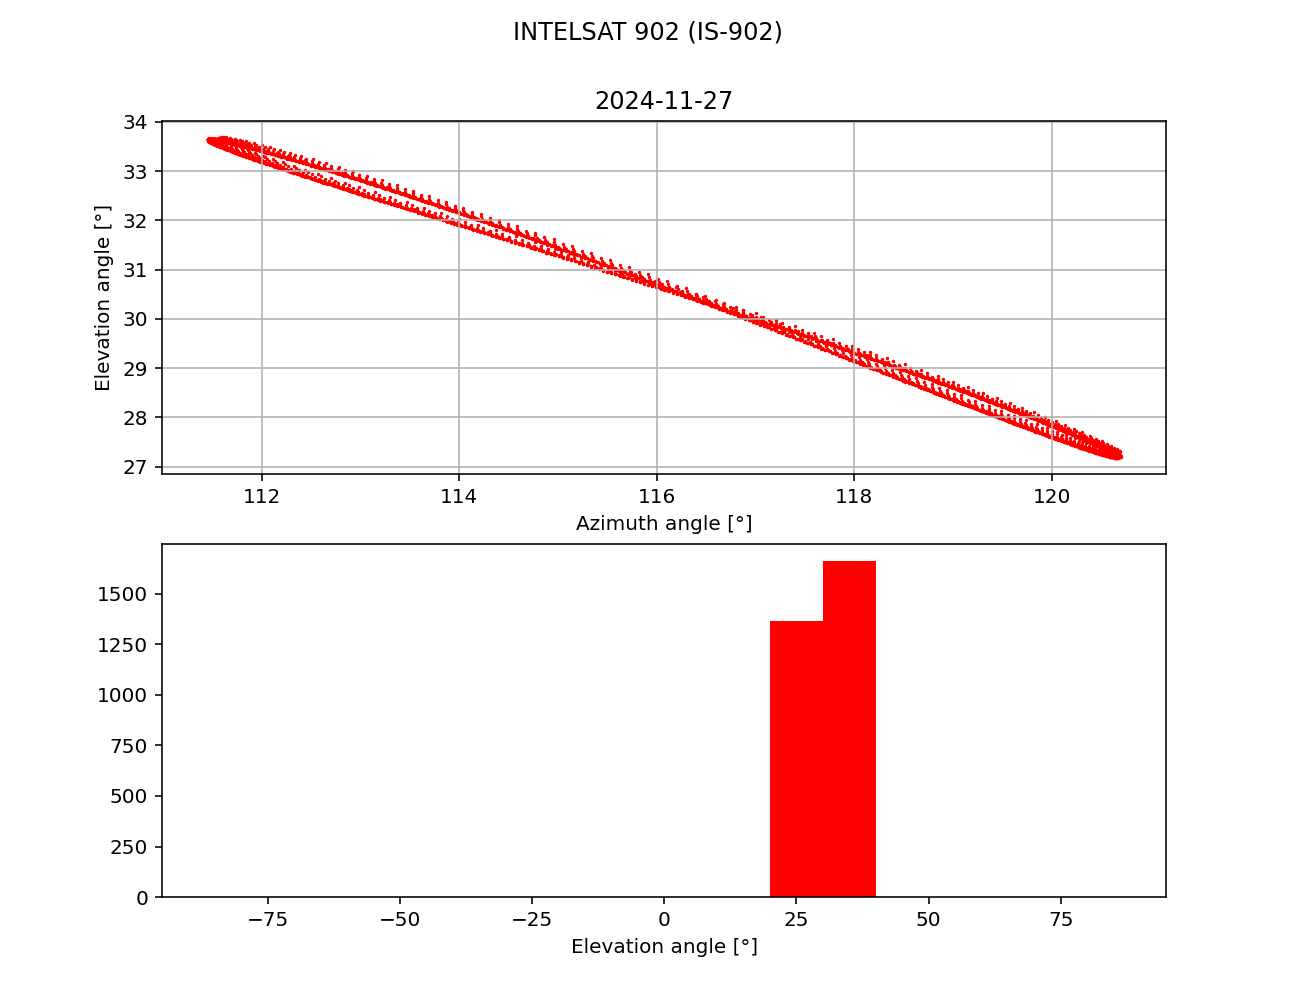 INTELSAT 902 (IS-902)
2024-11-27
34
33
32
31
30
29
28
27
Elevation angle [°]
112 114 116 118 120
Azimuth angle [°]
1500
1250
1000
750
500
250
0
−75 −50 −25 0 25 50 75
Elevation angle [°]